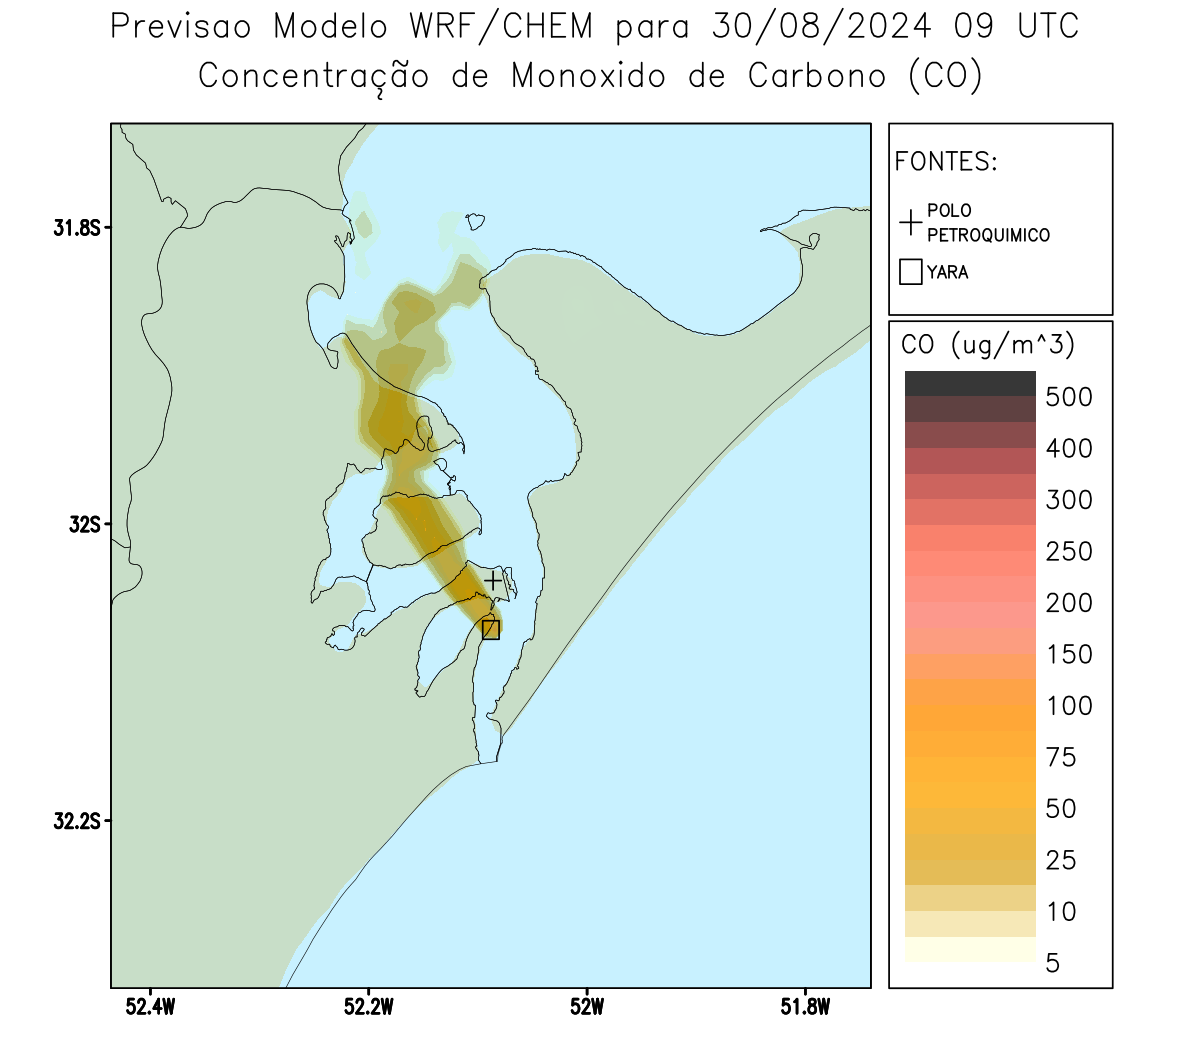 Previsao Modelo WRF/CHEM para 30/08/2024 09 UTC
Concentração de Monoxido de Carbono (CO)
FONTES:
POLO
PETROQUIMICO
YARA
CO (ug/m^3)
500
400
300
250
200
150
100
75
50
25
10
5
31.8S
32S
32.2S
52.4W
52.2W
52W
51.8W